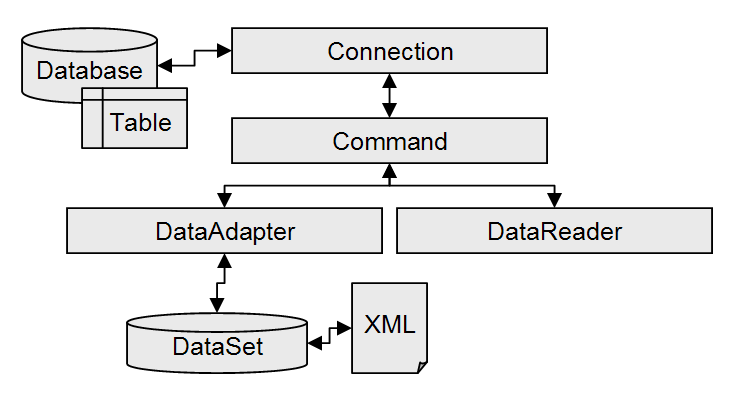 Connection
Database
Table
Command
DataAdapter
DataReader
XML
DataSet